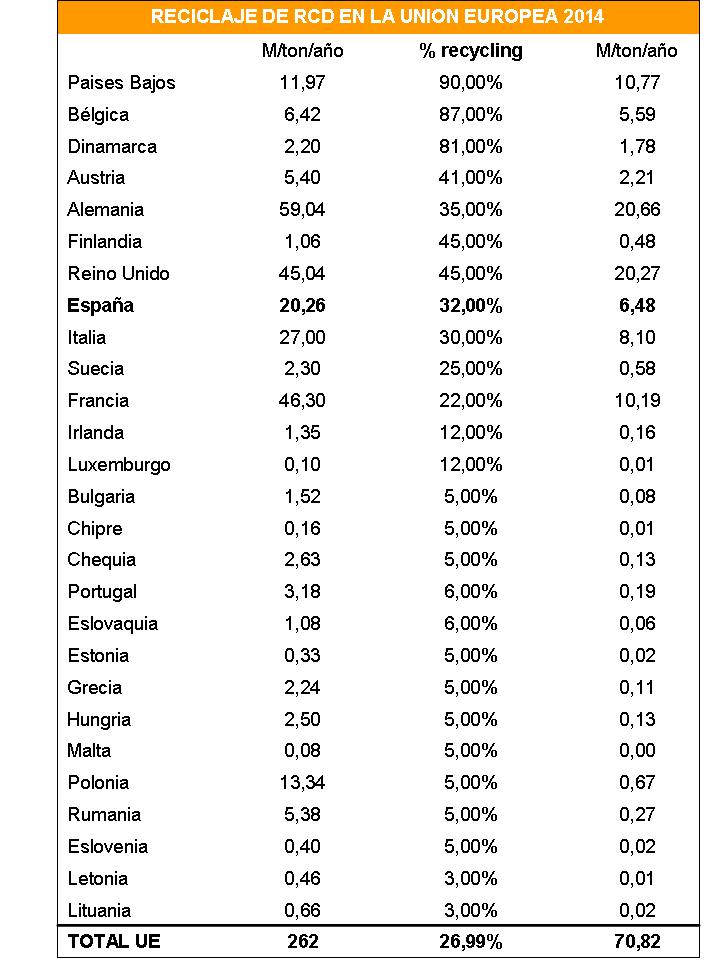 RECICLAJE DE RCD EN LA UNION EUROPEA 2014
M/ton/año % recycling M/ton/año
Paises Bajos 11,97 90,00% 10,77
Bélgica 6,42 87,00% 5,59
Dinamarca 2,20 81,00% 1,78
Austria 5,40 41,00% 2,21
Alemania 59,04 35,00% 20,66
Finlandia 1,06 45,00% 0,48
Reino Unido 45,04 45,00% 20,27
España 20,26 32,00% 6,48
Italia 27,00 30,00% 8,10
Suecia 2,30 25,00% 0,58
Francia 46,30 22,00% 10,19
Irlanda 1,35 12,00% 0,16
Luxemburgo 0,10 12,00% 0,01
Bulgaria 1,52 5,00% 0,08
Chipre 0,16 5,00% 0,01
Chequia 2,63 5,00% 0,13
Portugal 3,18 6,00% 0,19
Eslovaquia 1,08 6,00% 0,06
Estonia 0,33 5,00% 0,02
Grecia 2,24 5,00% 0,11
Hungria 2,50 5,00% 0,13
Malta 0,08 5,00% 0,00
Polonia 13,34 5,00% 0,67
Rumania 5,38 5,00% 0,27
Eslovenia 0,40 5,00% 0,02
Letonia 0,46 3,00% 0,01
Lituania 0,66 3,00% 0,02
TOTAL UE 262 26,99% 70,82